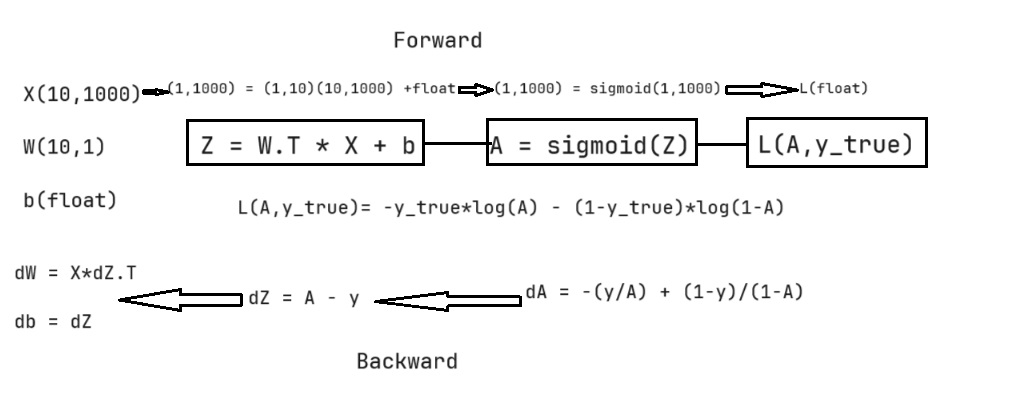 Forward
X(10,1000) (1,1000) = (1,10)(10,1000) +float (1,1000) = sigmoid(1,1000) L(float)
W(10,1) Z = W.T * X + b A = sigmoid(Z) L(A,y_true)
b(float) L(A,y_true)= -y_true*log(A) - (1-y_true)*log(1-A)
dW = X*dZ.T
dZ = A - y dA = -(y/A) + (1-y)/(1-A)
db = dZ
Backward